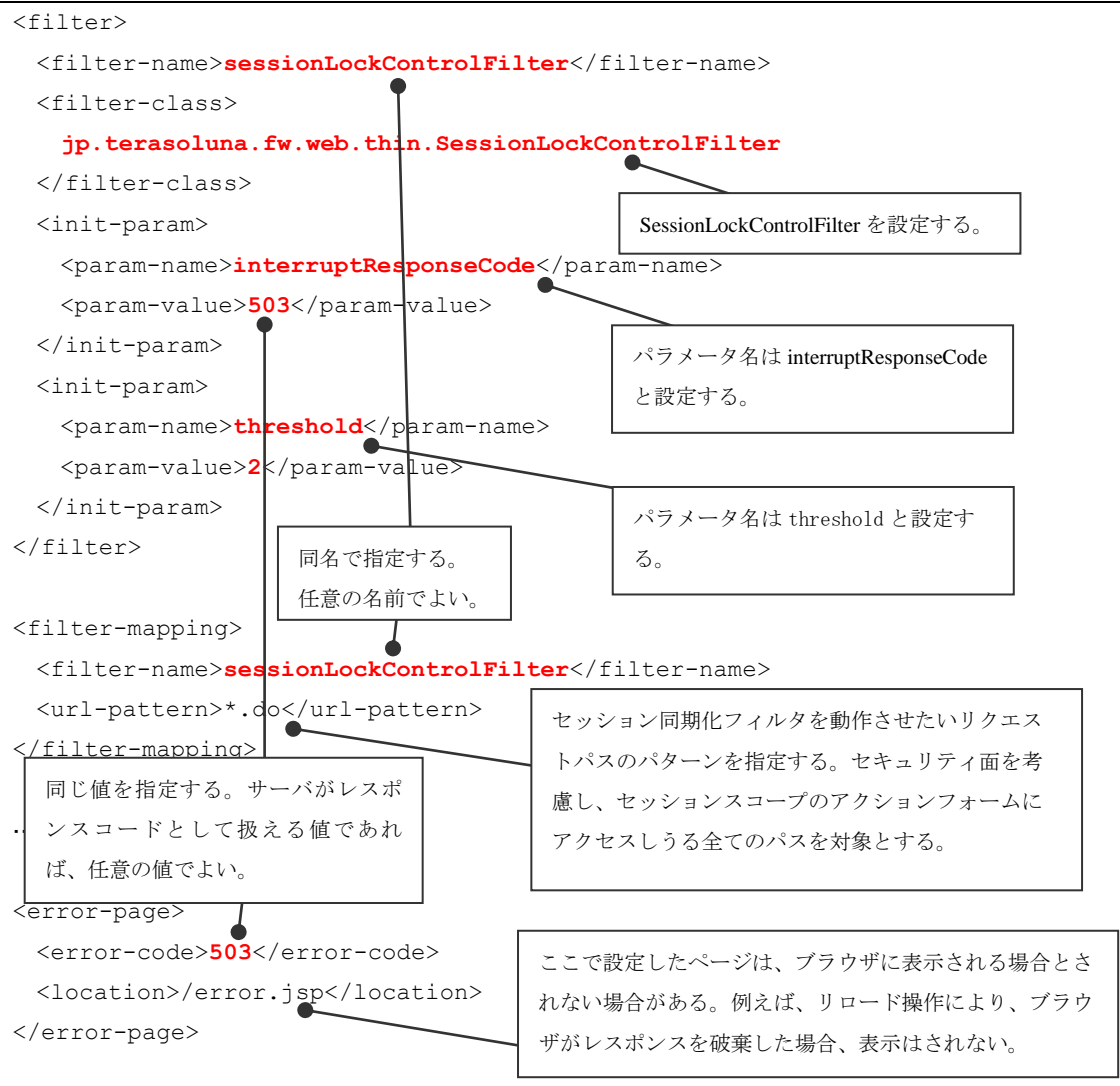 <filter>
<filter-name>sessionLockControlFilter</filter-name>
<filter-class>
jp.terasoluna.fw.web.thin.SessionLockControlFilter
</filter-class>
SessionLockControlFilter を設定する。
<init-param>
<param-name>interruptResponseCode</param-name>
<param-value>503</param-value>
</init-param>
パラメータ名は interruptResponseCode
と設定する。
<init-param>
<param-name>threshold</param-name>
<param-value>2</param-value>
</init-param>
パラメータ名は threshold と設定す
る。
</filter>
同名で指定する。
任意の名前でよい。
<filter-mapping>
<filter-name>sessionLockControlFilter</filter-name>
<url-pattern>*.do</url-pattern>
</filter-mapping>
セッション同期化フィルタを動作させたいリクエス
トパスのパターンを指定する。セキュリティ面を考
慮し、セッションスコープのアクションフォームに
アクセスしうる全てのパスを対象とする。
同じ値を指定する。サーバがレスポ
ンスコードとして扱える値であれ
ば、任意の値でよい。
<error-page>
<error-code>503</error-code>
<location>/error.jsp</location>
</error-page>
ここで設定したページは、ブラウザに表示される場合とさ
れない場合がある。例えば、リロード操作により、ブラウ
ザがレスポンスを破棄した場合、表示はされない。